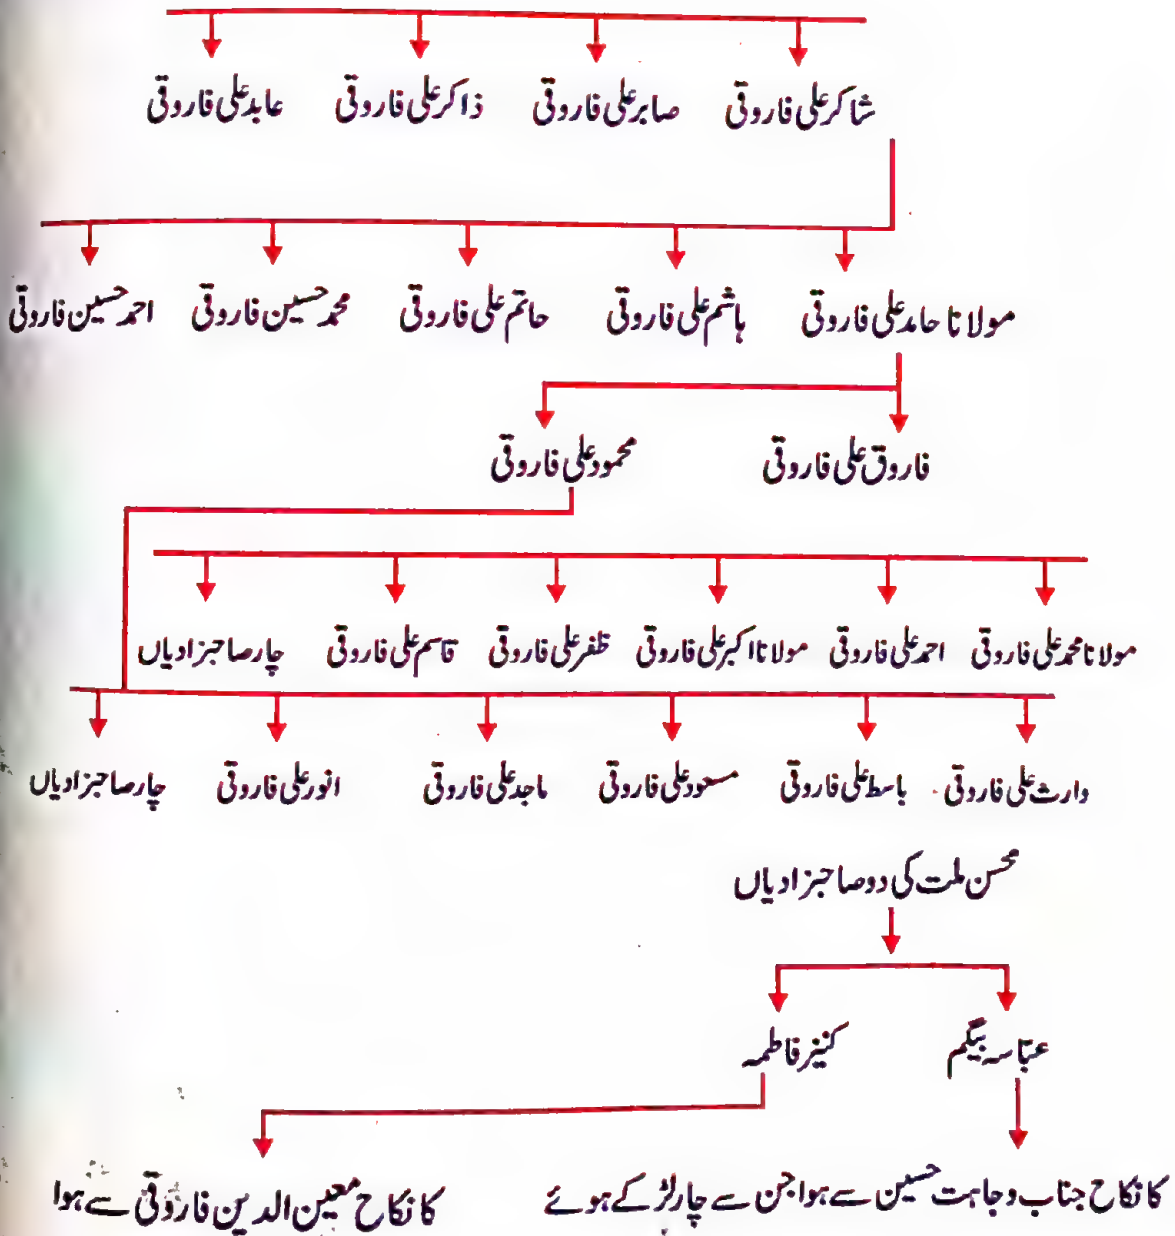 شاکر علی فاروقی صابر علی فاروقی ذاکر علی فاروقی عابد علی فاروقی
مولانا حامد علی فاروقی ہاشم علی فاروقی حاتم علی فاروقی محمد حسین فاروقی احمد حسین فاروقی
فاروق علی فاروقی محمود علی فاروقی
مولانا محمد علی فاروقی احمد علی فاروقی مولانا اکبر علی فاروقی ظفر علی فاروقی قاسم علی فاروقی چار صاحبزادیاں
وارث علی فاروقی باسط علی فاروقی مسعود علی فاروقی ماجد علی فاروقی انور علی فاروقی چار صاحبزادیاں
محسن ملت کی دو صاحبزادیاں
عباسہ بیگم کنیز فاطمہ
کا نکاح جناب وجاہت حسین سے ہوا جن سے چار لڑکے ہوئے کا نکاح معین الدین فاروقی سے ہوا